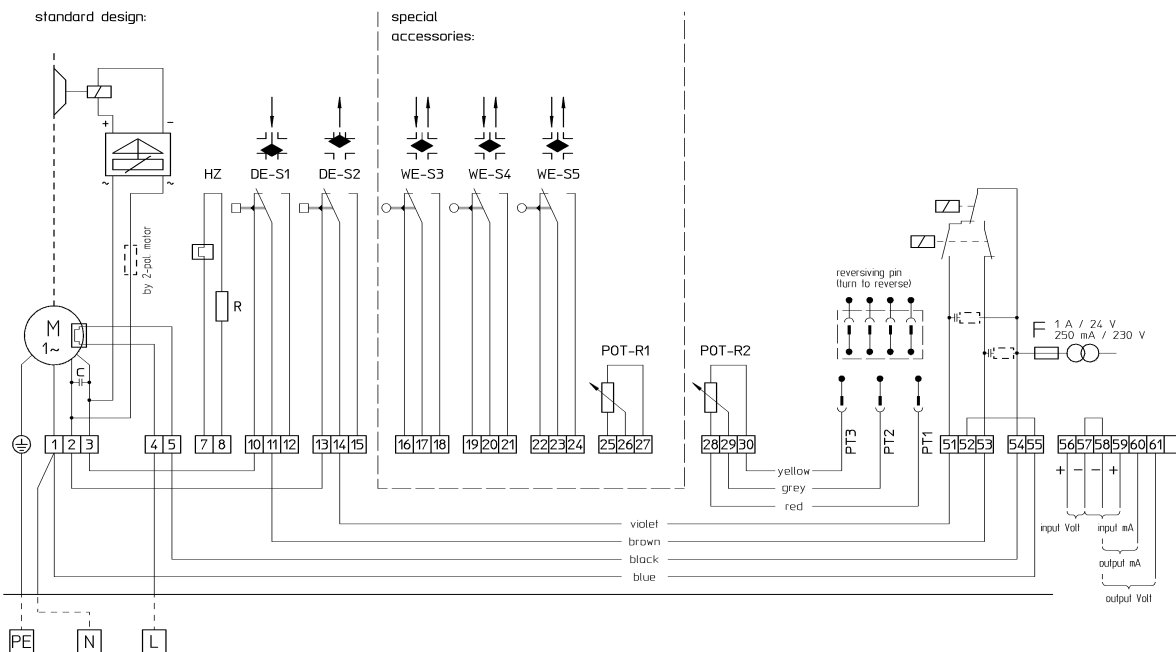 standard design:
special
accessories:
+
–
~
~
HZ
DE-S1
DE-S2
WE-S3
WE-S4
WE-S5
by 2-pol. motor
R
M
1~
C
reversiving pin
(turn to reverse)
F
1 A / 24 V
250 mA / 230 V
POT-R1
POT-R2
PT3
PT2
PT1
1 2 3
4 5
7 8
10 11 12
13 14 15
16 17 18
19 20 21
22 23 24
25 26 27
28 29 30
51 52 53
54 55
56 57 58 59 60 61
+ – – +
yellow
grey
red
violet
brown
black
blue
input Volt
input mA
output mA
output Volt
PE
N
L